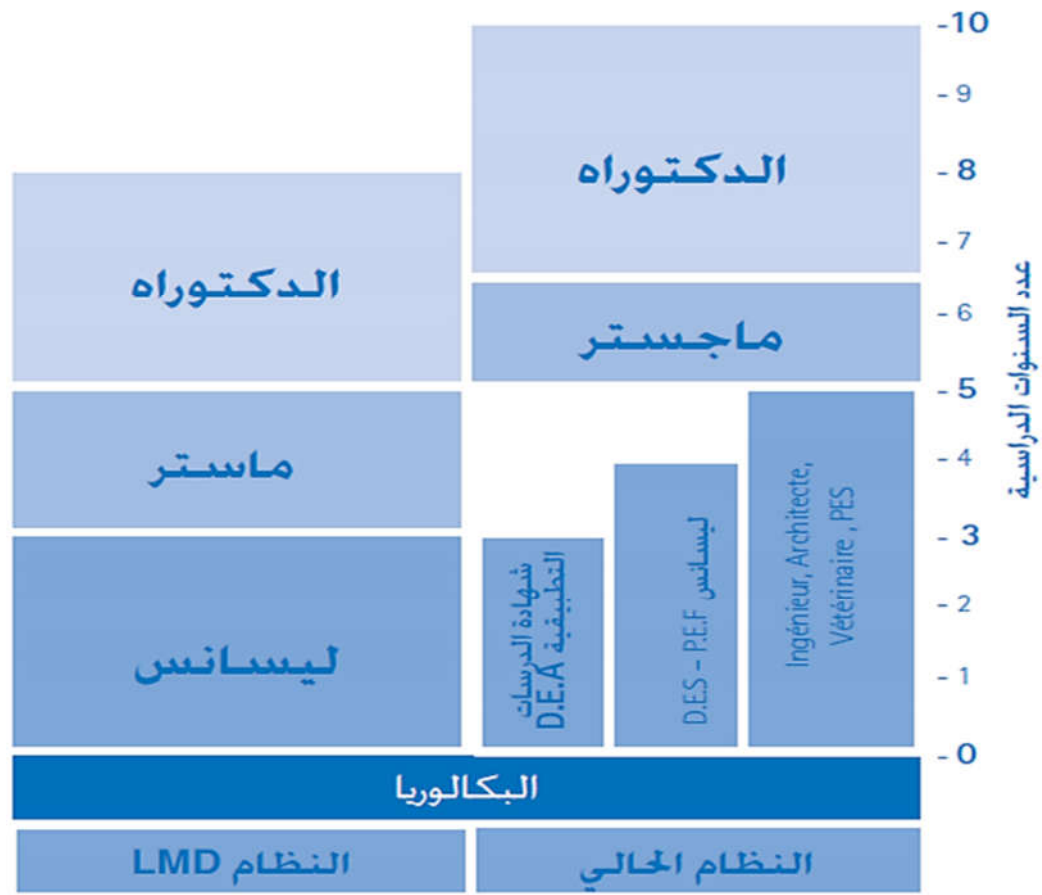 -10
- 9
- 8
- 7
- 6
- 5
- 4
- 3
- 2
- 1
- 0
عدد السنوات الدراسية
الدكتوراه
ماجستر
Ingénieur, Architecte,
Vétérinaire , PES
ليسانس D.E.S – P.E.F
شهادة الدرسات
التطبيقية D.E.A
الدكتوراه
ماستر
ليسانس
البكالوريا
النظام الحالي
النظام LMD